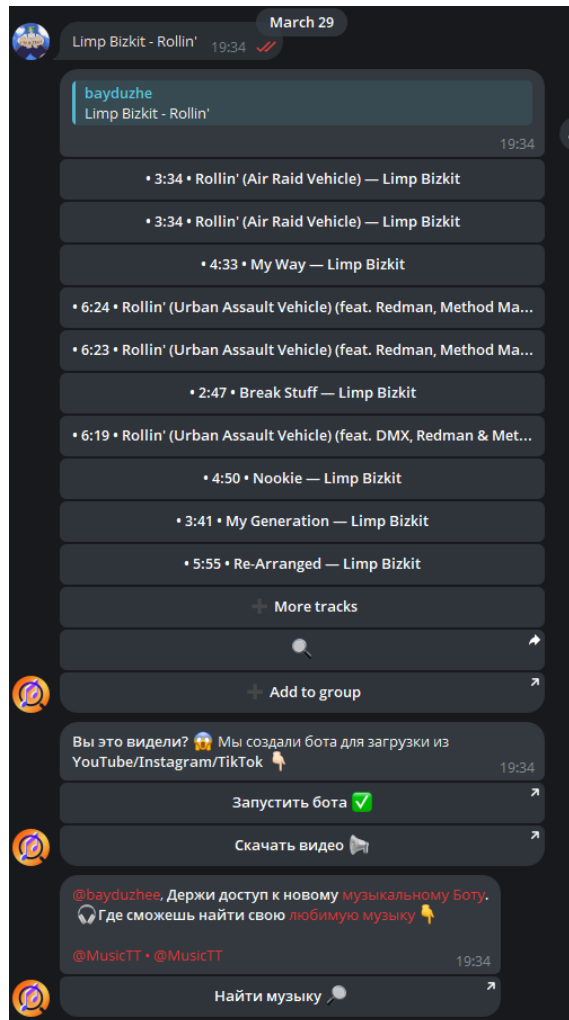 March 29
Limp Bizkit - Rollin' 19:34
bayduzhe
Limp Bizkit - Rollin'
19:34
• 3:34 • Rollin' (Air Raid Vehicle) — Limp Bizkit
• 3:34 • Rollin' (Air Raid Vehicle) — Limp Bizkit
• 4:33 • My Way — Limp Bizkit
• 6:24 • Rollin' (Urban Assault Vehicle) (feat. Redman, Method Ma...
• 6:23 • Rollin' (Urban Assault Vehicle) (feat. Redman, Method Ma...
• 2:47 • Break Stuff — Limp Bizkit
• 6:19 • Rollin' (Urban Assault Vehicle) (feat. DMX, Redman & Met...
• 4:50 • Nookie — Limp Bizkit
• 3:41 • My Generation — Limp Bizkit
• 5:55 • Re-Arranged — Limp Bizkit
➕ More tracks
🔍
➕ Add to group
Вы это видели? 😱 Мы создали бота для загрузки из
YouTube/Instagram/TikTok 👇🏻
19:34
Запустить бота ✅
Скачать видео 📢
@bayduzhee, Держи доступ к новому музыкальному Боту.
🎧Где сможешь найти свою любимую музыку 👇
@MusicTT • @MusicTT
19:34
Найти музыку 🔎